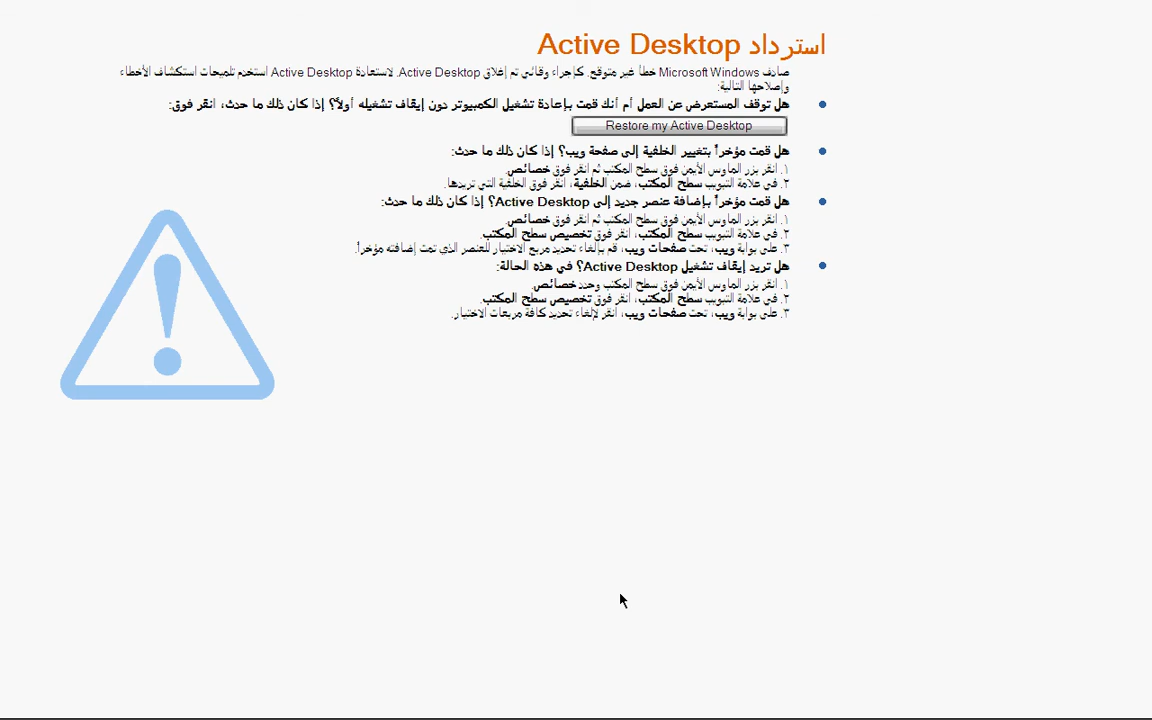 استرداد Active Desktop
صادف Microsoft Windows خطأ غير متوقع. كإجراء وقائي تم إغلاق Active Desktop. لاستعادة Active Desktop استخدم تلميحات استكشاف الأخطاء
وإصلاحها التالية:
هل توقف المستعرض عن العمل أم أنك قمت بإعادة تشغيل الكمبيوتر دون إيقاف تشغيله أولاً؟ إذا كان ذلك ما حدث، انقر فوق:
Restore my Active Desktop
هل قمت مؤخراً بتغيير الخلفية إلى صفحة ويب؟ إذا كان ذلك ما حدث:
١. انقر بزر الماوس الأيمن فوق سطح المكتب ثم انقر فوق خصائص.
٢. في علامة التبويب سطح المكتب، ضمن الخلفية، انقر فوق الخلفية التي تريدها.
هل قمت مؤخراً بإضافة عنصر جديد إلى Active Desktop؟ إذا كان ذلك ما حدث:
١. انقر بزر الماوس الأيمن فوق سطح المكتب ثم انقر فوق خصائص.
٢. في علامة التبويب سطح المكتب، انقر فوق تخصيص سطح المكتب.
٣. على بوابة ويب، تحت صفحات ويب، قم بإلغاء تحديد مربع الاختيار للعنصر الذي تمت إضافته مؤخراً.
هل تريد إيقاف تشغيل Active Desktop؟ في هذه الحالة:
١. انقر بزر الماوس الأيمن فوق سطح المكتب وحدد خصائص.
٢. في علامة التبويب سطح المكتب، انقر فوق تخصيص سطح المكتب.
٣. على بوابة ويب، تحت صفحات ويب، انقر لإلغاء تحديد كافة مربعات الاختيار.